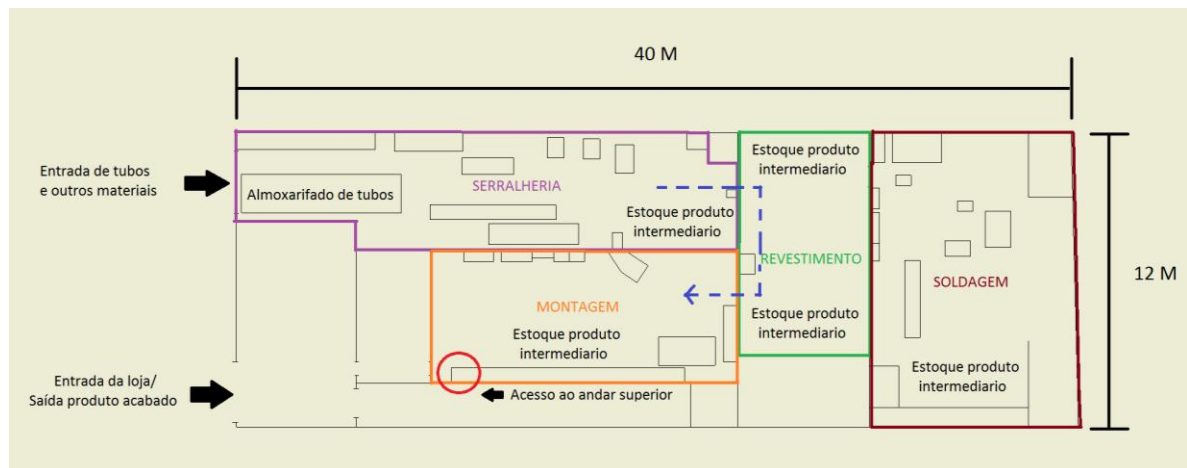 40 M
Entrada de tubos
e outros materiais
Almoxarifado de tubos
SERRALHERIA
Estoque produto
intermediario
Estoque produto
intermediario
REVESTIMENTO
Estoque produto
intermediario
SOLDAGEM
12 M
MONTAGEM
Estoque produto
intermediario
Estoque produto
intermediario
Entrada da loja/
Saída produto acabado
Acesso ao andar superior